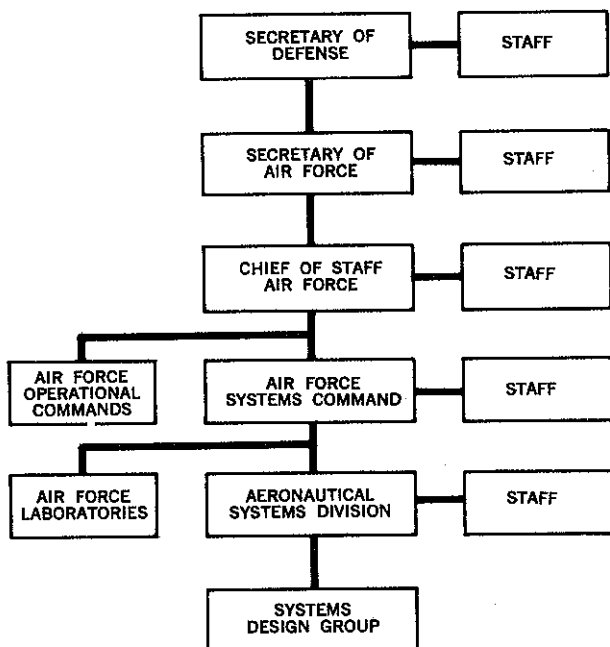 SECRETARY OF
DEFENSE
STAFF
SECRETARY OF
AIR FORCE
STAFF
CHIEF OF STAFF
AIR FORCE
STAFF
AIR FORCE
OPERATIONAL
COMMANDS
AIR FORCE
SYSTEMS COMMAND
STAFF
AIR FORCE
LABORATORIES
AERONAUTICAL
SYSTEMS DIVISION
STAFF
SYSTEMS
DESIGN GROUP